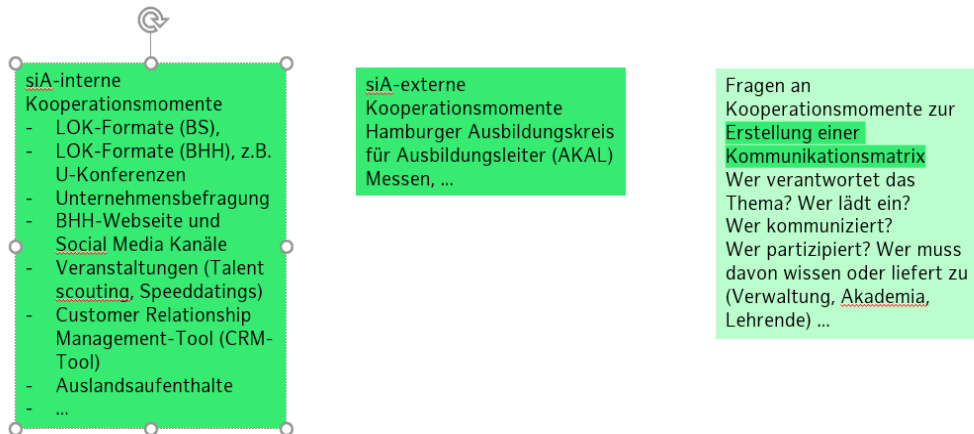 siA-interne
Kooperationsmomente
- LOK-Formate (BS),
- LOK-Formate (BHH), z.B.
U-Konferenzen
- Unternehmensbefragung
- BHH-Webseite und
Social Media Kanäle
- Veranstaltungen (Talent
scouting, Speeddatings)
- Customer Relationship
Management-Tool (CRM-
Tool)
- Auslandsaufenthalte
- ...
siA-externe
Kooperationsmomente
Hamburger Ausbildungskreis
für Ausbildungsleiter (AKAL)
Messen, ...
Fragen an
Kooperationsmomente zur
Erstellung einer
Kommunikationsmatrix
Wer verantwortet das
Thema? Wer lädt ein?
Wer kommuniziert?
Wer partizipiert? Wer muss
davon wissen oder liefert zu
(Verwaltung, Akademia,
Lehrende) ...